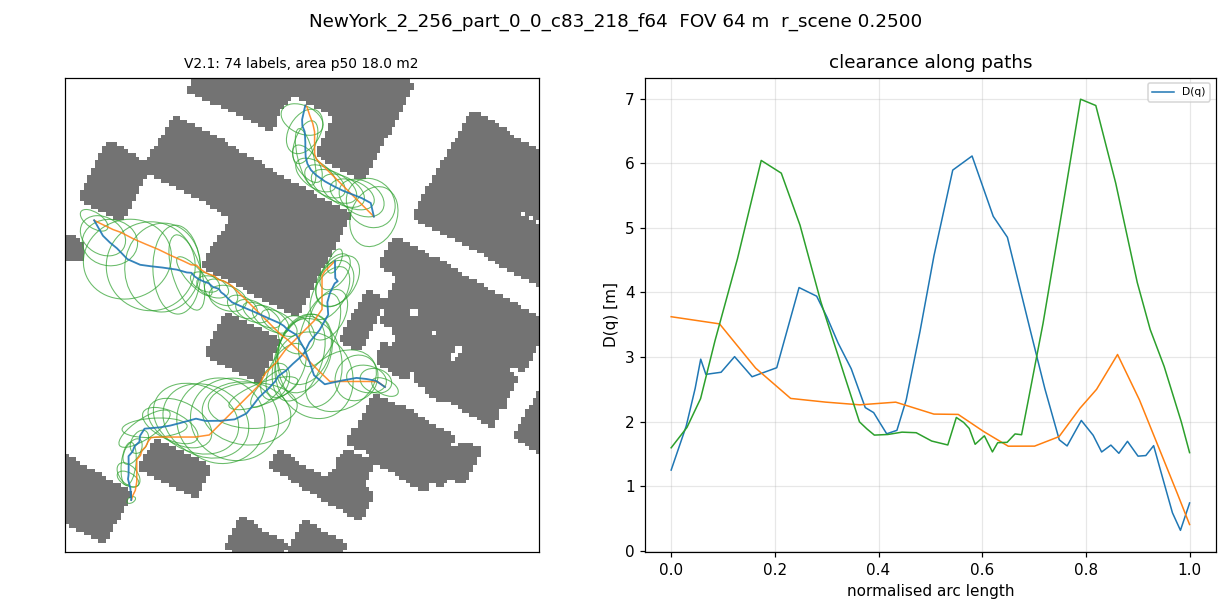 NewYork_2_256_part_0_0_c83_218_f64  FOV 64 m  r_scene 0.2500
V2.1: 74 labels, area p50 18.0 m2
clearance along paths
D(q)
D(q) [m]
7
6
5
4
3
2
1
0
0.0 0.2 0.4 0.6 0.8 1.0
normalised arc length